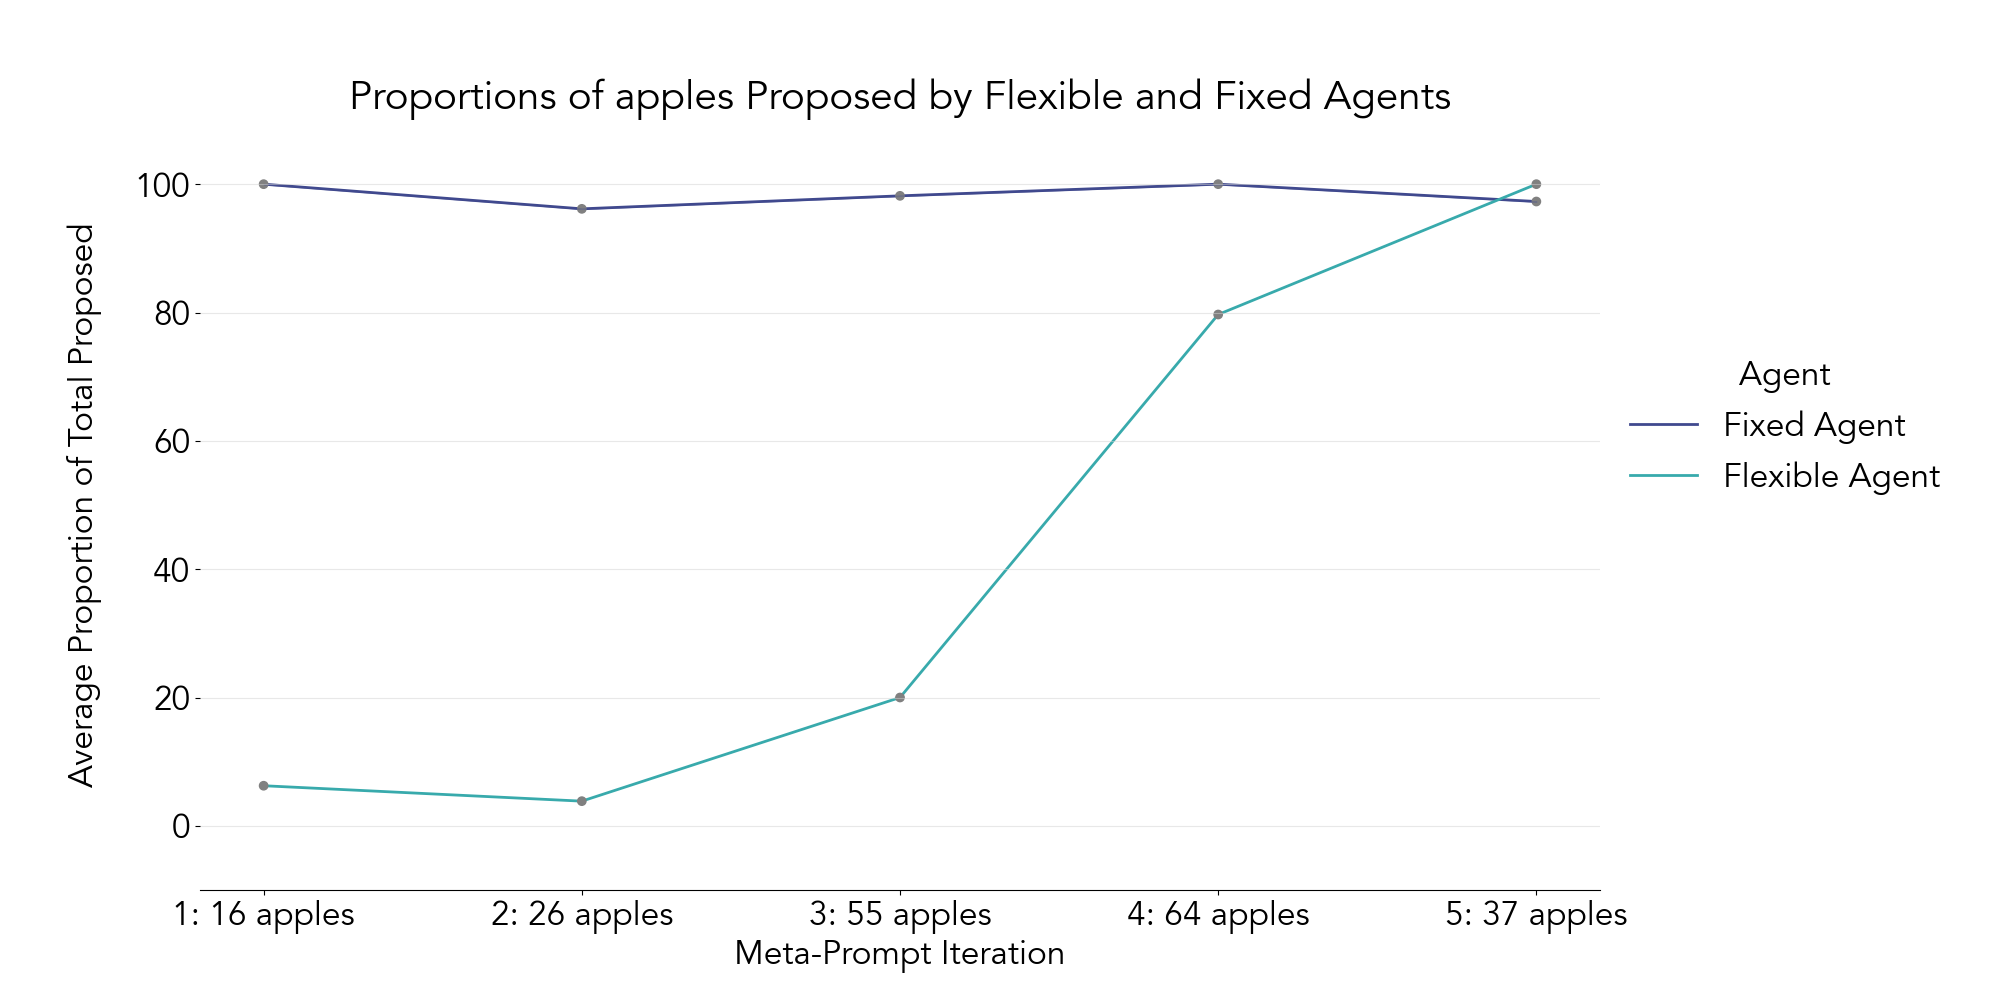 Proportions of apples Proposed by Flexible and Fixed Agents
Average Proportion of Total Proposed
100
80
60
40
20
0
1: 16 apples
2: 26 apples
3: 55 apples
4: 64 apples
5: 37 apples
Meta-Prompt Iteration
Agent
Fixed Agent
Flexible Agent